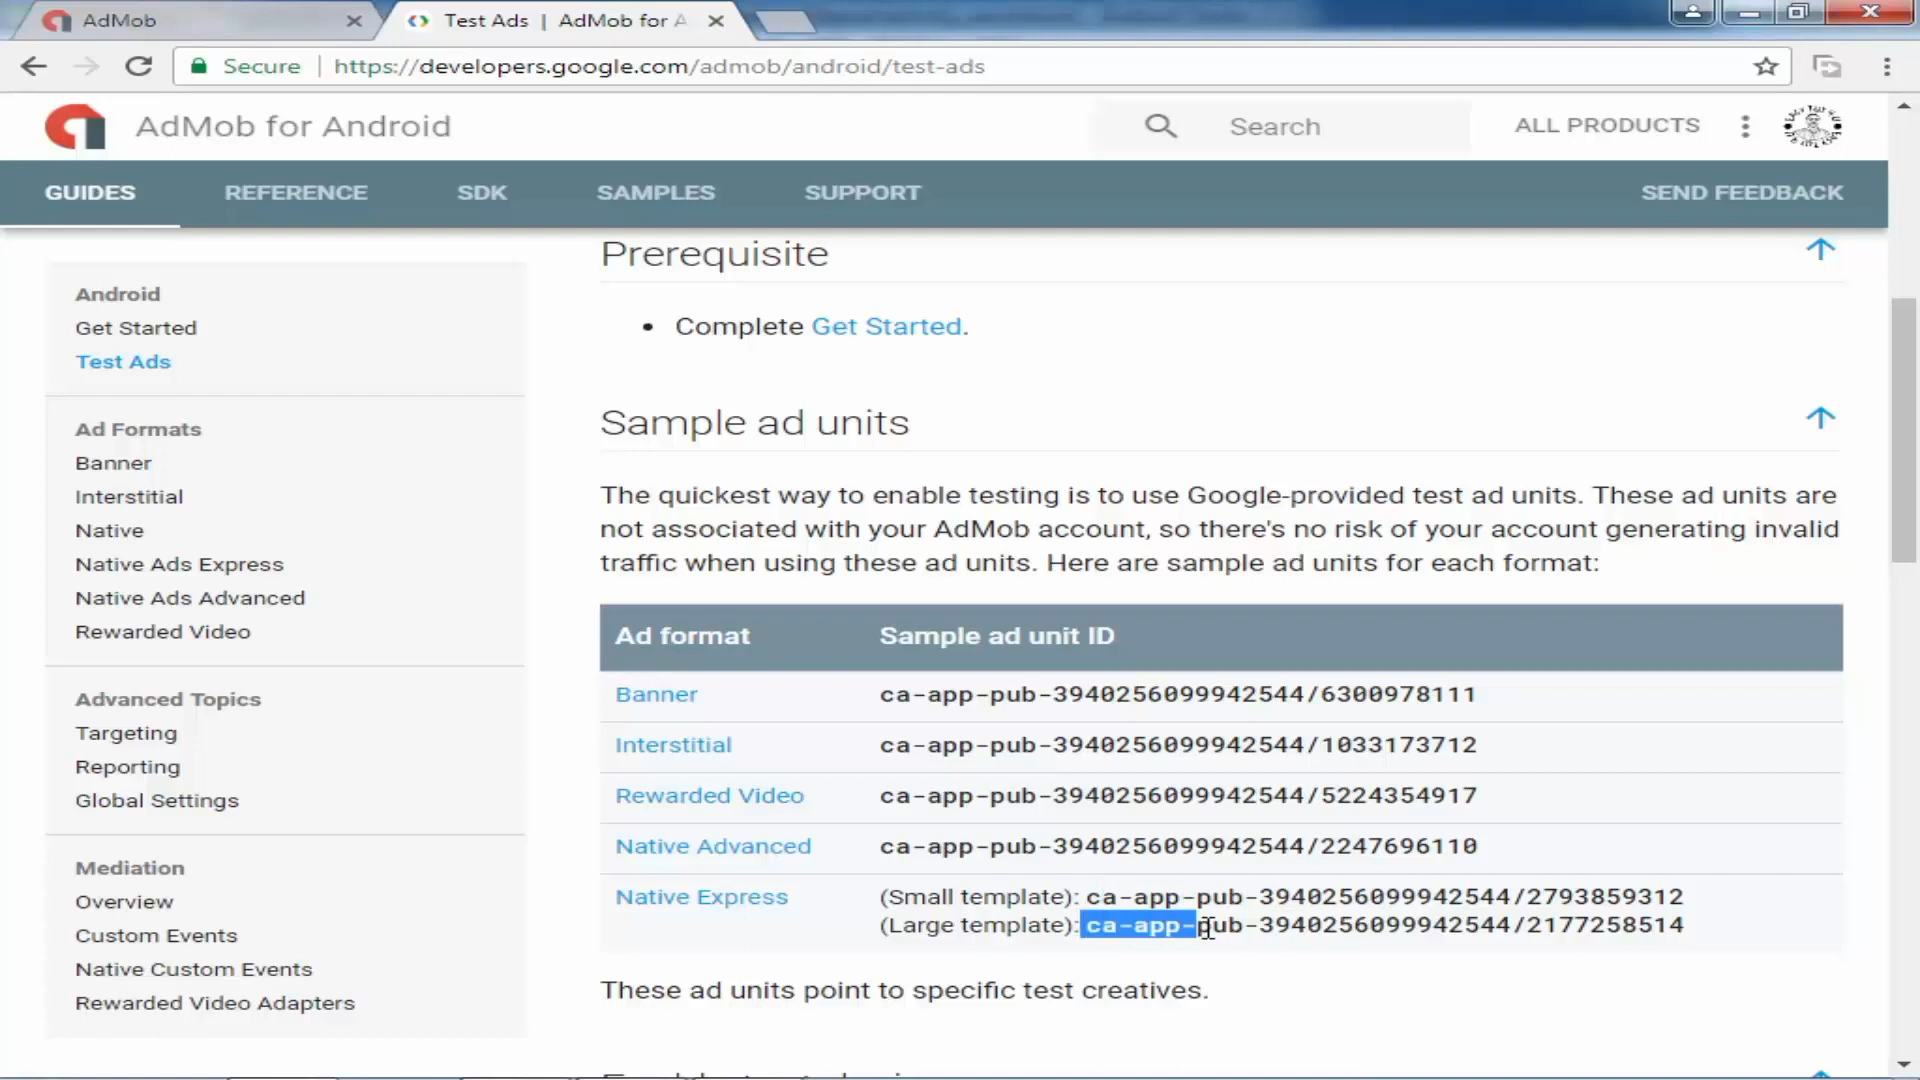 AdMob
Test Ads | AdMob for A
Secure https://developers.google.com/admob/android/test-ads
AdMob for Android
Search
ALL PRODUCTS
GUIDES
REFERENCE
SDK
SAMPLES
SUPPORT
SEND FEEDBACK
Android
Get Started
Test Ads
Ad Formats
Banner
Interstitial
Native
Native Ads Express
Native Ads Advanced
Rewarded Video
Advanced Topics
Targeting
Reporting
Global Settings
Mediation
Overview
Custom Events
Native Custom Events
Rewarded Video Adapters
Prerequisite
• Complete Get Started.
Sample ad units
The quickest way to enable testing is to use Google-provided test ad units. These ad units are
not associated with your AdMob account, so there's no risk of your account generating invalid
traffic when using these ad units. Here are sample ad units for each format:
Ad format Sample ad unit ID
Banner ca-app-pub-3940256099942544/6300978111
Interstitial ca-app-pub-3940256099942544/1033173712
Rewarded Video ca-app-pub-3940256099942544/5224354917
Native Advanced ca-app-pub-3940256099942544/2247696110
Native Express (Small template): ca-app-pub-3940256099942544/2793859312
(Large template): ca-app-pub-3940256099942544/2177258514
These ad units point to specific test creatives.